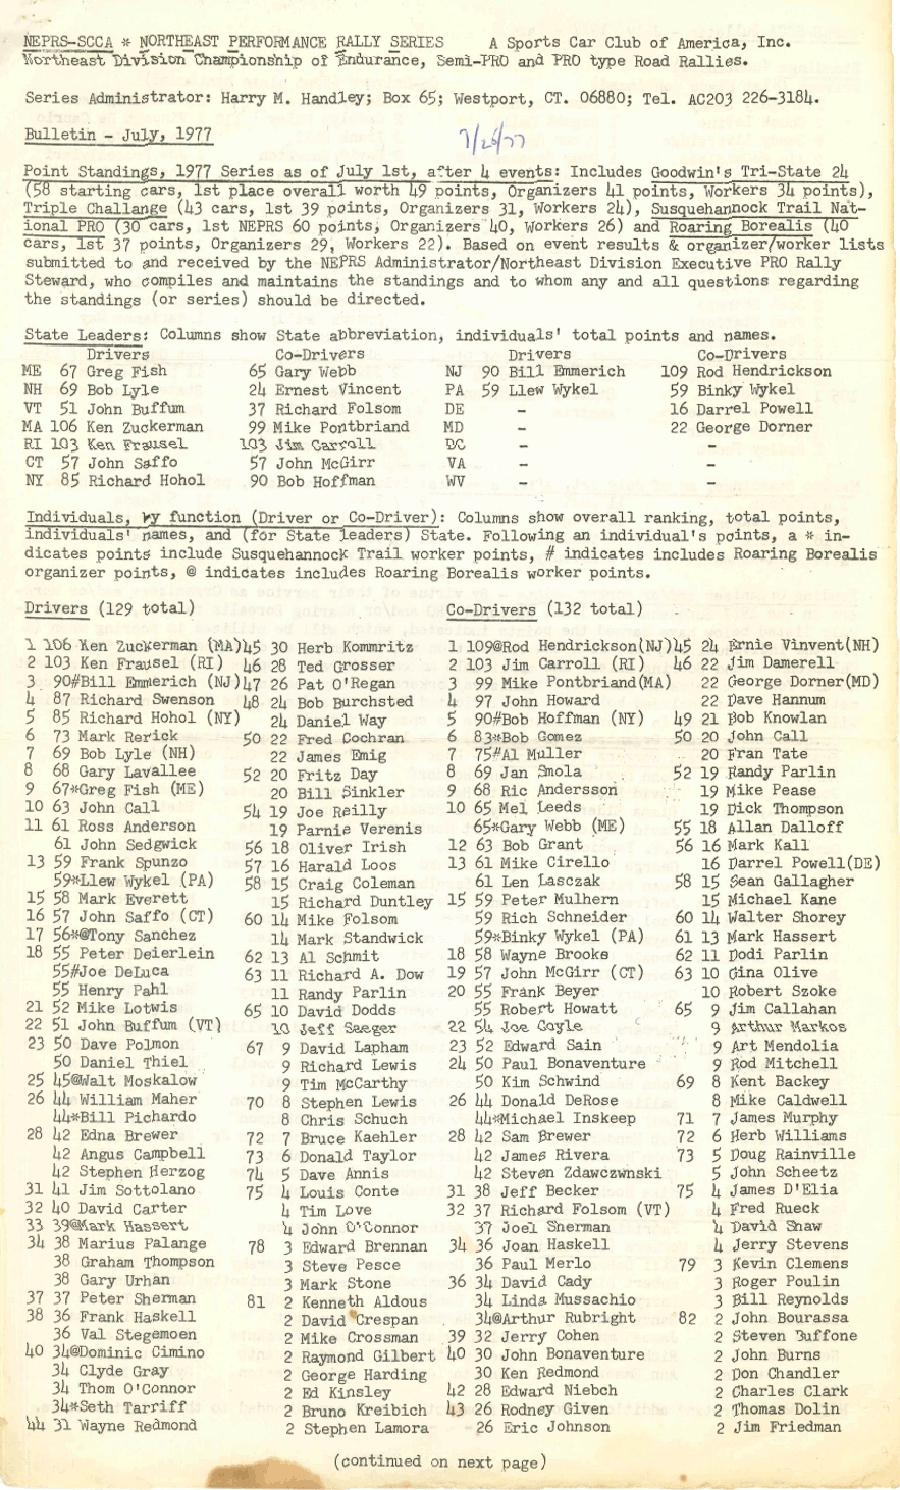 NEPRS-SCCA * NORTHEAST PERFORMANCE RALLY SERIES A Sports Car Club of America, Inc.
Northeast Division Championship of Endurance, Semi-PRO and PRO type Road Rallies.
Series Administrator: Harry M. Handley; Box 65; Westport, CT. 06880; Tel. AC203 226-3184.
Bulletin - July, 1977 7/25/77
Point Standings, 1977 Series as of July 1st, after 4 events: Includes Goodwin's Tri-State 24
(58 starting cars, 1st place overall worth 49 points, Organizers 41 points, Workers 34 points),
Triple Challange (43 cars, 1st 39 points, Organizers 31, Workers 24), Susquehannock Trail Nat-
ional PRO (30 cars, 1st NEPRS 60 points, Organizers 40, Workers 26) and Roaring Borealis (40
cars, 1st 37 points, Organizers 29, Workers 22). Based on event results & organizer/worker lists
submitted to and received by the NEPRS Administrator/Northeast Division Executive PRO Rally
Steward, who compiles and maintains the standings and to whom any and all questions regarding
the standings (or series) should be directed.
State Leaders: Columns show State abbreviation, individuals' total points and names.
Drivers Co-Drivers Drivers Co-Drivers
ME 67 Greg Fish 65 Gary Webb NJ 90 Bill Emmerich 109 Rod Hendrickson
NH 69 Bob Lyle 24 Ernest Vincent PA 59 Llew Wykel 59 Binky Wykel
VT 51 John Buffum 37 Richard Folsom DE - 16 Darrel Powell
MA 106 Ken Zuckerman 99 Mike Pontbriand MD - 22 George Dorner
RI 103 Ken Frausel 103 Jim Carroll DC - -
CT 57 John Saffo 57 John McGirr VA - -
NY 85 Richard Hohol 90 Bob Hoffman WV - -
Individuals, by function (Driver or Co-Driver): Columns show overall ranking, total points,
individuals' names, and (for State leaders) State. Following an individual's points, a * in-
dicates points include Susquehannock Trail worker points, # indicates includes Roaring Borealis
organizer points, @ indicates includes Roaring Borealis worker points.
Drivers (129 total) Co-Drivers (132 total)
1 106 Ken Zuckerman (MA) 45 30 Herb Kommritz 1 109@Rod Hendrickson(NJ) 45 24 Ernie Vinvent(NH)
2 103 Ken Frausel (RI) 46 28 Ted Grosser 2 103 Jim Carroll (RI) 46 22 Jim Damerell
3 90#Bill Emmerich (NJ) 47 26 Pat O'Regan 3 99 Mike Pontbriand(MA) 22 George Dorner(MD)
4 87 Richard Swenson 48 24 Bob Burchsted 4 97 John Howard 22 Dave Hannum
5 85 Richard Hohol (NY) 24 Daniel Way 5 90#Bob Hoffman (NY) 49 21 Bob Knowlan
6 73 Mark Rerick 50 22 Fred Cochran 6 83*Bob Gomez 50 20 John Call
7 69 Bob Lyle (NH) 22 James Emig 7 75#Al Muller 20 Fran Tate
8 68 Gary Lavallee 52 20 Fritz Day 8 69 Jan Smola 52 19 Randy Parlin
9 67*Greg Fish (ME) 20 Bill Sinkler 9 68 Ric Andersson 19 Mike Pease
10 63 John Call 54 19 Joe Reilly 10 65 Mel Leeds 19 Dick Thompson
11 61 Ross Anderson 19 Parnie Verenis 65*Gary Webb (ME) 55 18 Allan Dalloff
61 John Sedgwick 56 18 Oliver Irish 12 63 Bob Grant 56 16 Mark Kall
13 59 Frank Spunzo 57 16 Harald Loos 13 61 Mike Cirello 16 Darrel Powell(DE)
59*Llew Wykel (PA) 58 15 Craig Coleman 61 Len Lasczak 58 15 Sean Gallagher
15 58 Mark Everett 15 Richard Duntley 15 59 Peter Mulhern 15 Michael Kane
16 57 John Saffo (CT) 60 14 Mike Folsom 59 Rich Schneider 60 14 Walter Shorey
17 56*@Tony Sanchez 14 Mark Standwick 59*Binky Wykel (PA) 61 13 Mark Hassert
18 55 Peter Deierlein 62 13 Al Schmit 18 58 Wayne Brooks 62 11 Dodi Parlin
55#Joe DeLuca 63 11 Richard A. Dow 19 57 John McGirr (CT) 63 10 Gina Olive
55 Henry Pahl 11 Randy Parlin 20 55 Frank Beyer 10 Robert Szoke
21 52 Mike Lotwis 65 10 David Dodds 55 Robert Howatt 65 9 Jim Callahan
22 51 John Buffum (VT) 10 Jeff Seeger 22 54 Joe Coyle 9 Arthur Markos
23 50 Dave Polmon 67 9 David Lapham 23 52 Edward Sain 9 Art Mendolia
50 Daniel Thiel 9 Richard Lewis 24 50 Paul Bonaventure 9 Rod Mitchell
25 45@Walt Moskalow 9 Tim McCarthy 50 Kim Schwind 69 8 Kent Backey
26 44 William Maher 70 8 Stephen Lewis 26 44 Donald DeRose 8 Mike Caldwell
44*Bill Pichardo 8 Chris Schuch 44*Michael Inskeep 71 7 James Murphy
28 42 Edna Brewer 72 7 Bruce Kaehler 28 42 Sam Brewer 72 6 Herb Williams
42 Angus Campbell 73 6 Donald Taylor 42 James Rivera 73 5 Doug Rainville
42 Stephen Herzog 74 5 Dave Annis 42 Steven Zdawczwnski 5 John Scheetz
31 41 Jim Sottolano 75 4 Louis Conte 31 38 Jeff Becker 75 4 James D'Elia
32 40 David Carter 4 Tim Love 32 37 Richard Folsom (VT) 4 Fred Rueck
33 39@Mark Hassert 4 John O'Connor 37 Joel Sherman 4 David Shaw
34 38 Marius Palange 78 3 Edward Brennan 34 36 Joan Haskell 4 Jerry Stevens
38 Graham Thompson 3 Steve Pesce 36 Paul Merlo 79 3 Kevin Clemens
38 Gary Urhan 3 Mark Stone 36 34 David Cady 3 Roger Poulin
37 37 Peter Sherman 81 2 Kenneth Aldous 34 Linda Mussachio 3 Bill Reynolds
38 36 Frank Haskell 2 David Crespan 34@Arthur Rubright 82 2 John Bourassa
36 Val Stegemoen 2 Mike Crossman 39 32 Jerry Cohen 2 Steven Buffone
40 34@Dominic Cimino 2 Raymond Gilbert 40 30 John Bonaventure 2 John Burns
34 Clyde Gray 2 George Harding 30 Ken Redmond 2 Don Chandler
34 Thom O'Connor 2 Ed Kinsley 42 28 Edward Niebch 2 Charles Clark
34*Seth Tarriff 2 Bruno Kreibich 43 26 Rodney Given 2 Thomas Dolin
44 31 Wayne Redmond 2 Stephen Lamora 26 Eric Johnson 2 Jim Friedman
(continued on next page)